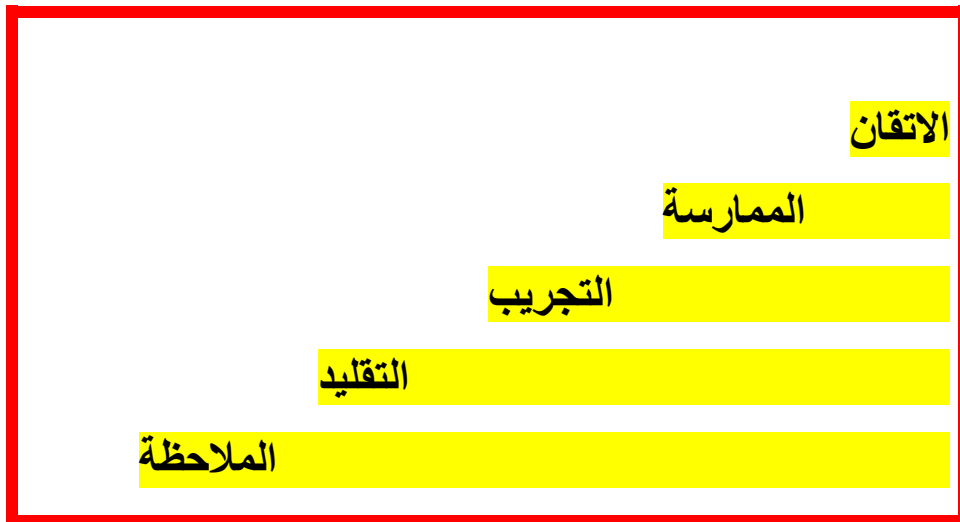 الاتقان
الممارسة
التجريب
التقليد
الملاحظة